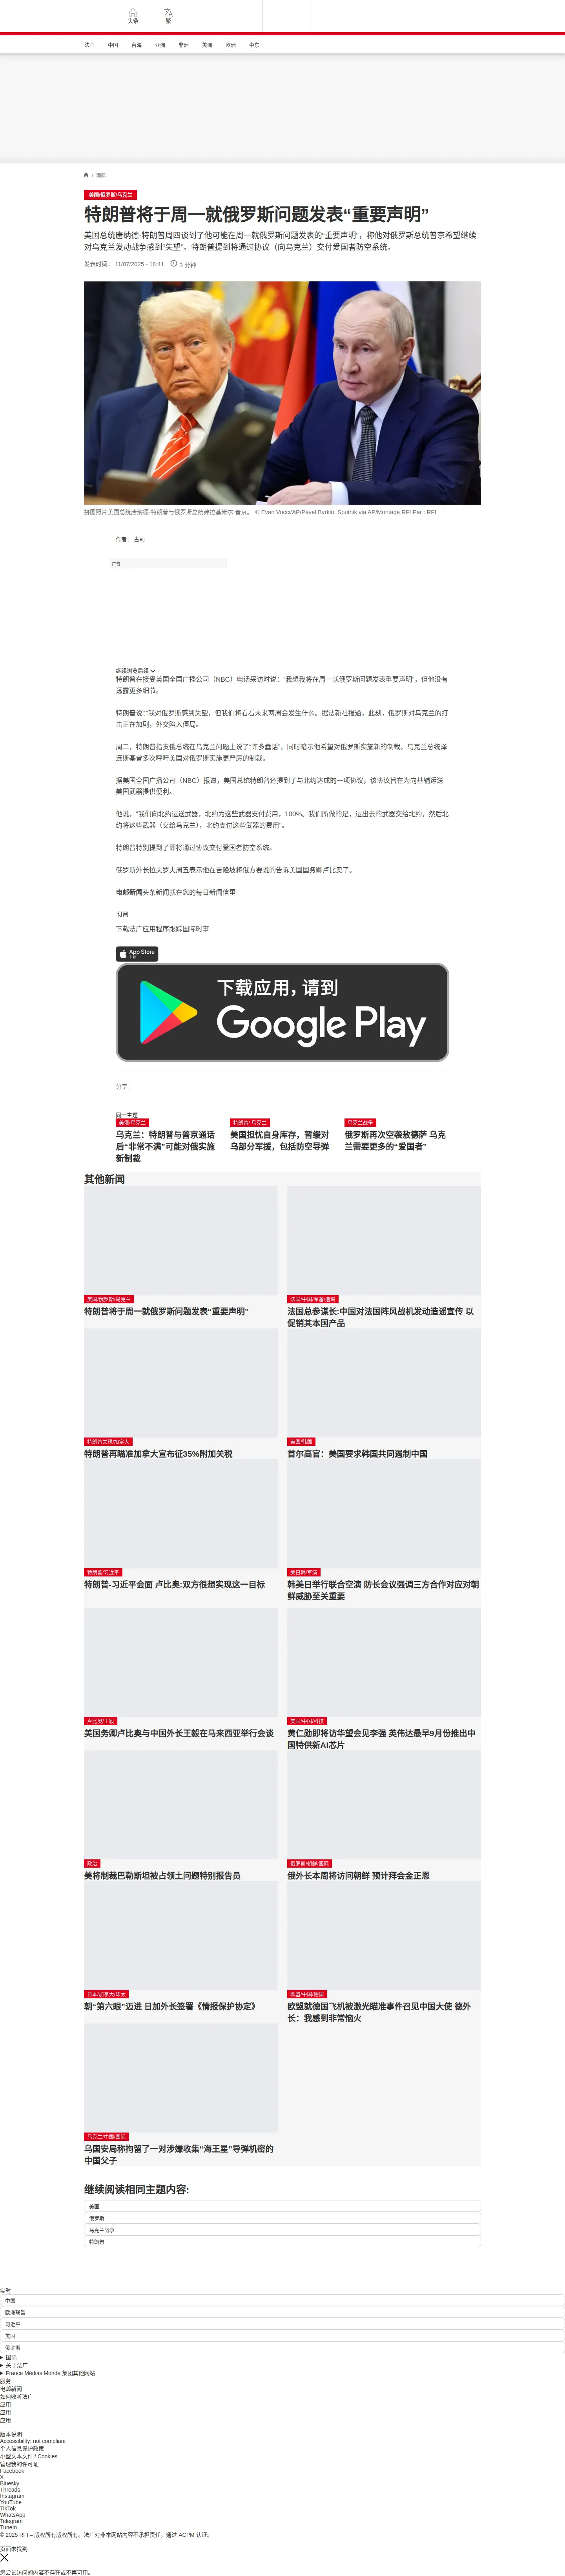 头条
繁
法国
中国
台海
亚洲
非洲
美洲
欧洲
中东
/ 国际
美国/俄罗斯/乌克兰
特朗普将于周一就俄罗斯问题发表“重要声明”
美国总统唐纳德·特朗普周四谈到了他可能在周一就俄罗斯问题发表的“重要声明”，称他对俄罗斯总统普京希望继续
对乌克兰发动战争感到“失望”。特朗普提到将通过协议（向乌克兰）交付爱国者防空系统。
发表时间： 11/07/2025 - 18:41 3 分钟
拼图照片美国总统唐纳德·特朗普与俄罗斯总统弗拉基米尔·普京。 © Evan Vucci/AP/Pavel Byrkin, Sputnik via AP/Montage RFI Par : RFI
作者： 古莉
广告
继续浏览后续
特朗普在接受美国全国广播公司（NBC）电话采访时说：“我想我将在周一就俄罗斯问题发表重要声明”，但他没有
透露更多细节。
特朗普说：“我对俄罗斯感到失望，但我们将看看未来两周会发生什么。据法新社报道，此刻，俄罗斯对乌克兰的打
击正在加剧，外交陷入僵局。
周二，特朗普指责俄总统在乌克兰问题上说了“许多蠢话”，同时暗示他希望对俄罗斯实施新的制裁。乌克兰总统泽
连斯基曾多次呼吁美国对俄罗斯实施更严厉的制裁。
据美国全国广播公司（NBC）报道，美国总统特朗普还提到了与北约达成的一项协议，该协议旨在为向基辅运送
美国武器提供便利。
他说，“我们向北约运送武器，北约为这些武器支付费用，100%。我们所做的是，运出去的武器交给北约，然后北
约将这些武器（交给乌克兰），北约支付这些武器的费用”。
特朗普特别提到了即将通过协议交付爱国者防空系统。
俄罗斯外长拉夫罗夫周五表示他在吉隆坡将俄方要说的告诉美国国务卿卢比奥了。
电邮新闻头条新闻就在您的每日新闻信里
订阅
下载法广应用程序跟踪国际时事
App Store
下载
下载应用，请到
Google Play
分享 :
同一主题
美俄/乌克兰
乌克兰：特朗普与普京通话
后“非常不满”可能对俄实施
新制裁
特朗普/ 乌克兰
美国担忧自身库存，暂缓对
乌部分军援，包括防空导弹
乌克兰战争
俄罗斯再次空袭敖德萨 乌克
兰需要更多的“爱国者”
其他新闻
美国/俄罗斯/乌克兰
特朗普将于周一就俄罗斯问题发表“重要声明”
法国/中国/军备/造谣
法国总参谋长:中国对法国阵风战机发动造谣宣传 以
促销其本国产品
特朗普关税/加拿大
特朗普再瞄准加拿大宣布征35%附加关税
美国/韩国
首尔高官：美国要求韩国共同遏制中国
特朗普/习近平
特朗普-习近平会面 卢比奥:双方很想实现这一目标
美日韩/军演
韩美日举行联合空演 防长会议强调三方合作对应对朝
鲜威胁至关重要
卢比奥/王毅
美国务卿卢比奥与中国外长王毅在马来西亚举行会谈
美国/中国/科技
黄仁勋即将访华望会见李强 英伟达最早9月份推出中
国特供新AI芯片
政治
美将制裁巴勒斯坦被占领土问题特别报告员
俄罗斯/朝鲜/国际
俄外长本周将访问朝鲜 预计拜会金正恩
日本/加拿大/印太
朝“第六眼”迈进 日加外长签署《情报保护协定》
欧盟/中国/德国
欧盟就德国飞机被激光瞄准事件召见中国大使 德外
长：我感到非常恼火
乌克兰/中国/国际
乌国安局称拘留了一对涉嫌收集“海王星”导弹机密的
中国父子
继续阅读相同主题内容:
美国
俄罗斯
乌克兰战争
特朗普
实时
中国
欧洲联盟
习近平
美国
俄罗斯
国际
关于法广
France Médias Monde 集团其他网站
服务
电邮新闻
如何收听法广
应用
应用
应用
版本说明
Accessibility: not compliant
个人信息保护政策
小型文本文件 / Cookies
管理我的许可证
Facebook
X
Bluesky
Threads
Instagram
YouTube
TikTok
WhatsApp
Telegram
TuneIn
© 2025 RFI – 版权所有版权所有。法广对非本网站内容不承担责任。通过 ACPM 认证。
页面未找到
您尝试访问的内容不存在或不再可用。